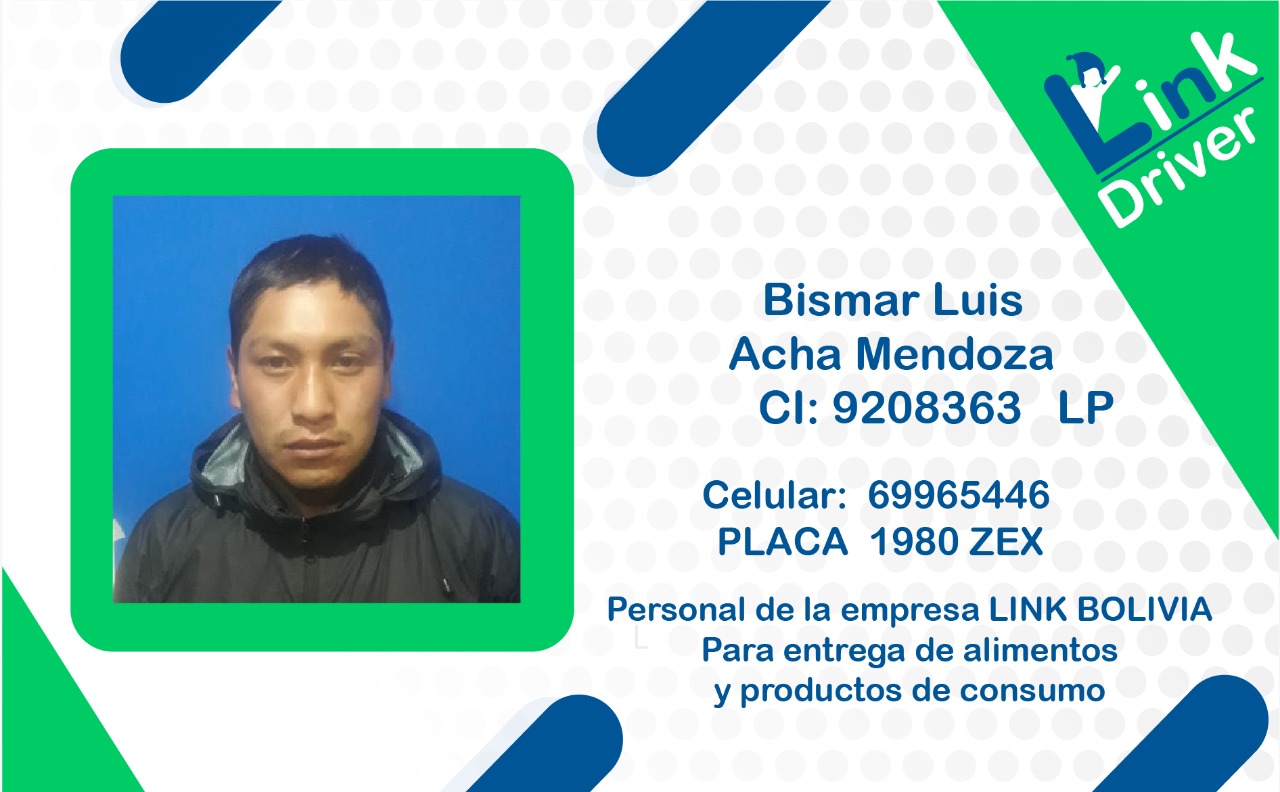 Link
Driver
Bismar Luis
Acha Mendoza
CI: 9208363 LP
Celular: 69965446
PLACA 1980 ZEX
Personal de la empresa LINK BOLIVIA
Para entrega de alimentos
y productos de consumo
L